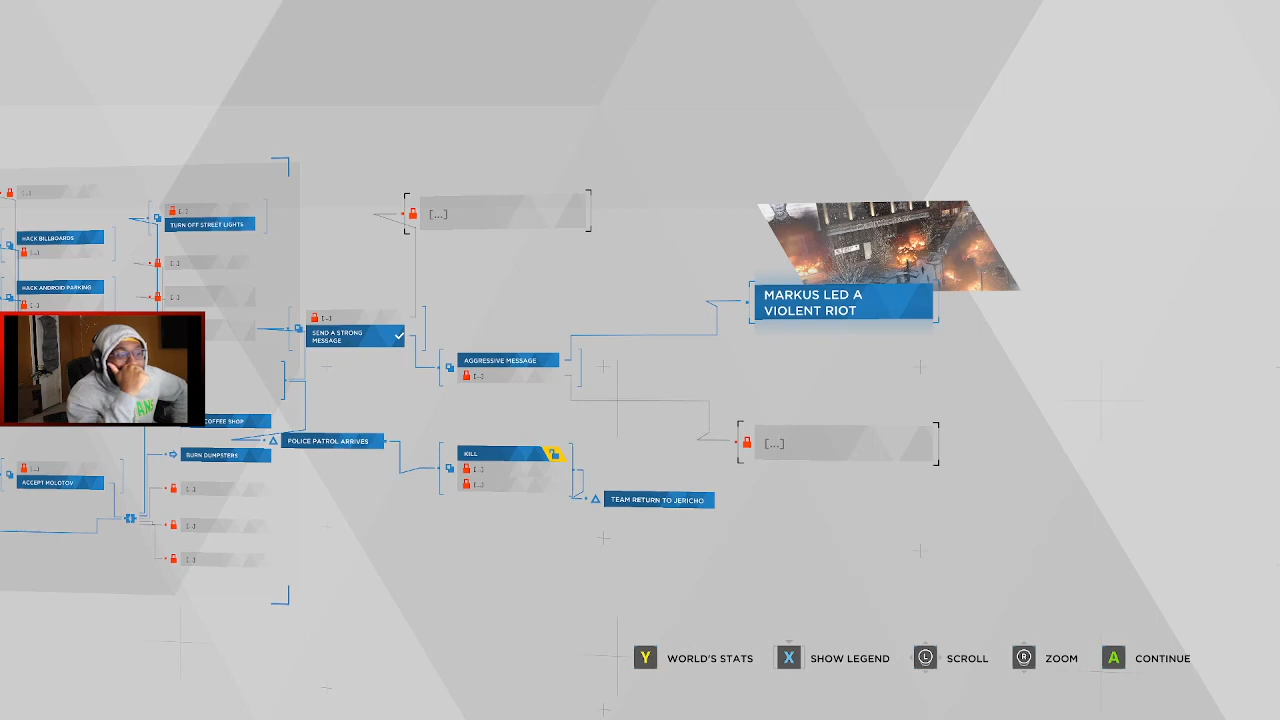 [...]
TURN OFF STREET LIGHTS
HACK BILLBOARDS
[...]
[...]
HACK ANDROID PARKING
[...]
[...]
[...]
[...]
[...]
SEND A STRONG
MESSAGE
AGGRESSIVE MESSAGE
[...]
MARKUS LED A
VIOLENT RIOT
[...]
COFFEE SHOP
BURN DUMPSTERS
POLICE PATROL ARRIVES
KILL
[...]
[...]
TEAM RETURN TO JERICHO
[...]
ACCEPT MOLOTOV
[...]
[...]
[...]
Y WORLD'S STATS
X SHOW LEGEND
L SCROLL
R ZOOM
A CONTINUE